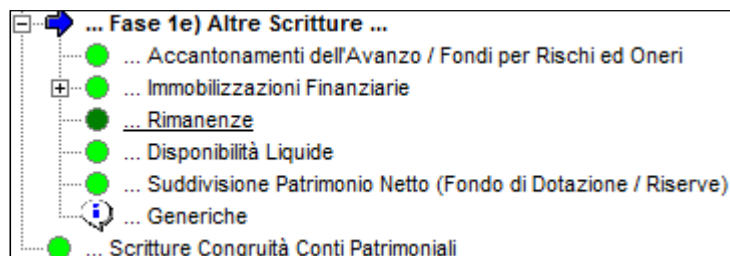 ... Fase 1e) Altre Scritture ...
... Accantonamenti dell'Avanzo / Fondi per Rischi ed Oneri
... Immobilizzazioni Finanziarie
... Rimanenze
... Disponibilità Liquide
... Suddivisione Patrimonio Netto (Fondo di Dotazione / Riserve)
... Generiche
... Scritture Congruità Conti Patrimoniali